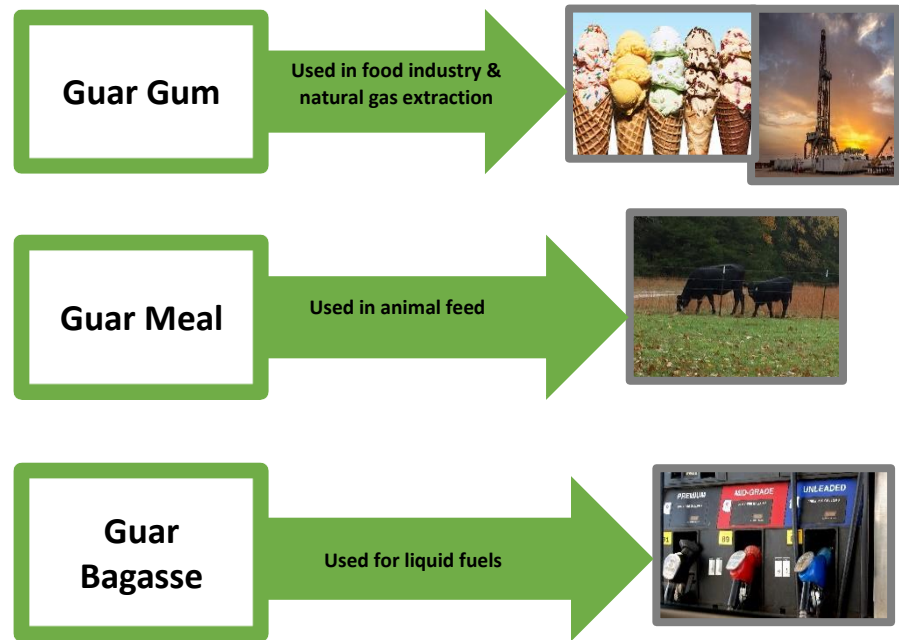 Guar Gum
Used in food industry &
natural gas extraction
Guar Meal
Used in animal feed
Guar
Bagasse
Used for liquid fuels
PREMIUM
MID-GRADE
UNLEADED
89